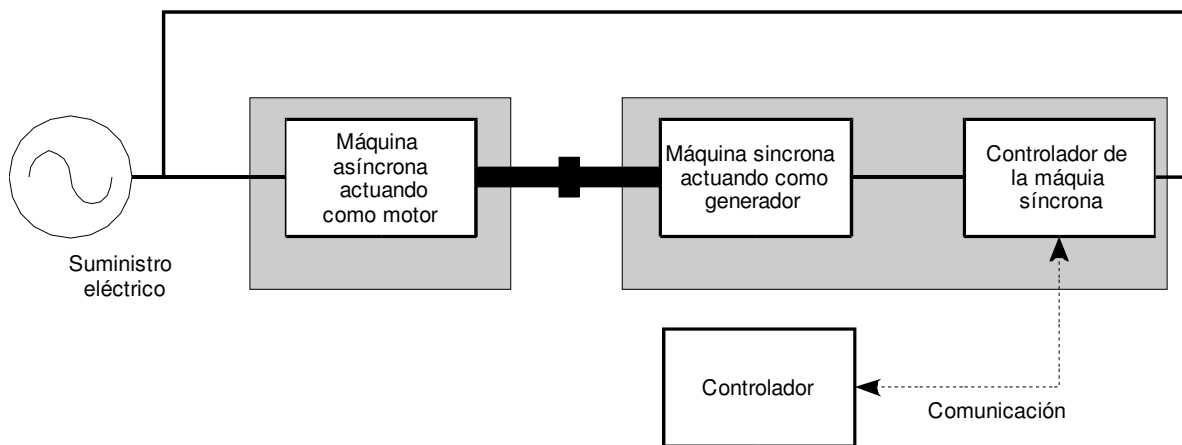 Suministro
eléctrico
Máquina
asíncrona
actuando
como motor
Máquina sincrona
actuando como
generador
Controlador de
la máquia
síncrona
Controlador
Comunicación